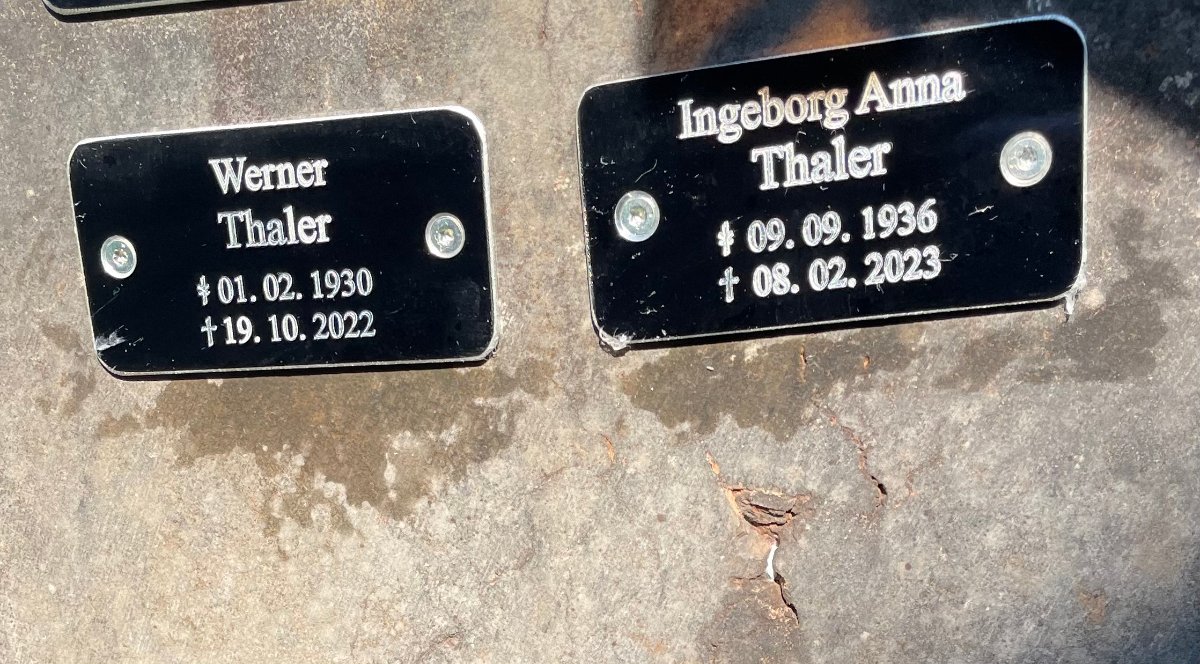 Werner
Thaler
* 01. 02. 1930
† 19. 10. 2022
Ingeborg Anna
Thaler
* 09. 09. 1936
† 08. 02. 2023